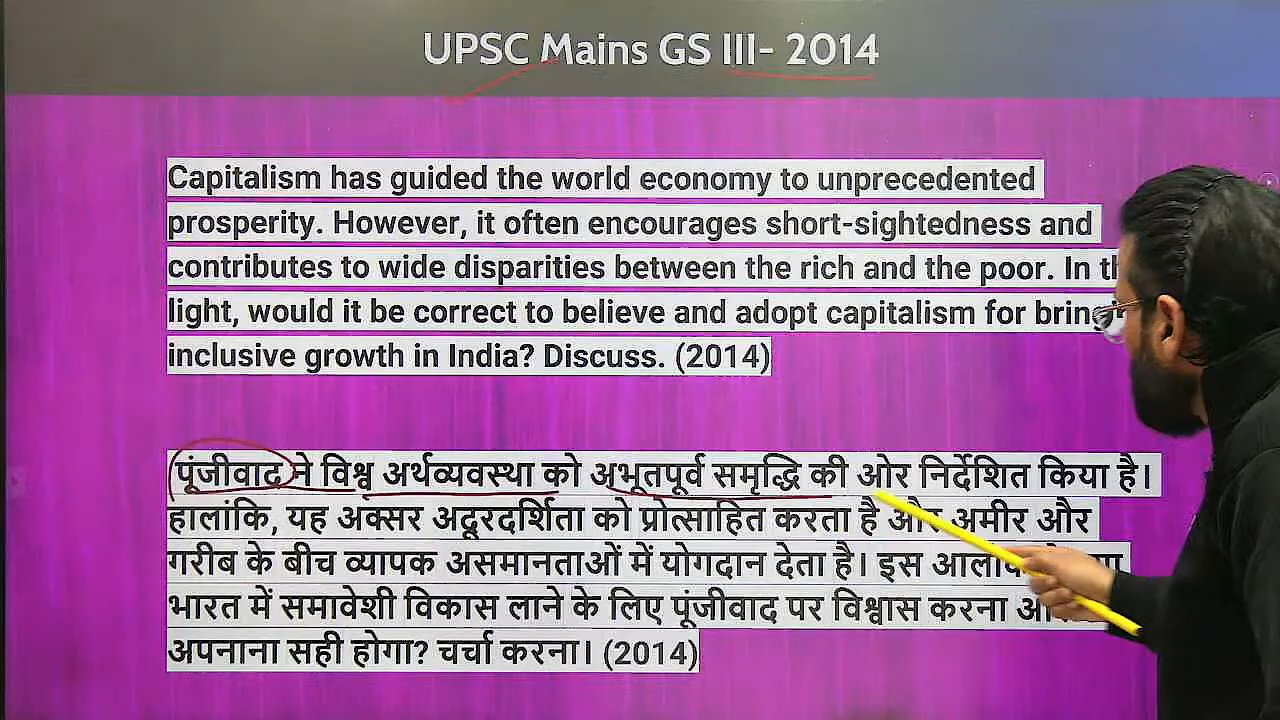 UPSC Mains GS III- 2014
Capitalism has guided the world economy to unprecedented
prosperity. However, it often encourages short-sightedness and
contributes to wide disparities between the rich and the poor. In
light, would it be correct to believe and adopt capitalism for
inclusive growth in India? Discuss. (2014)
पूंजीवाद ने विश्व अर्थव्यवस्था को अभूतपूर्व समृद्धि की ओर निर्देशित किया है।
हालांकि, यह अक्सर अदूरदर्शिता को प्रोत्साहित करता है और अमीर और
गरीब के बीच व्यापक असमानताओं में योगदान देता है। इस
भारत में समावेशी विकास लाने के लिए पूंजीवाद पर विश्वास करना
अपनाना सही होगा? चर्चा करना। (2014)